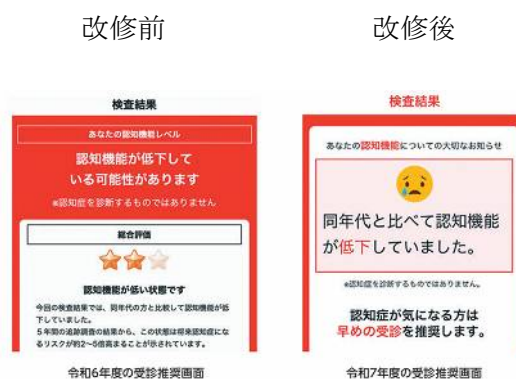 改修前
改修後
検査結果
あなたの認知機能レベル
認知機能が低下して
いる可能性があります
※認知症を診断するものではありません
総合評価
認知機能が低い状態です
今回の検査結果では、同年代の方と比較して認知機能が低
下していました。
5年間の追跡調査の結果から、この状態は将来認知症にな
るリスクが約2~6倍高まることが示されています。
令和6年度の受診推奨画面
検査結果
あなたの認知機能についての大切なお知らせ
同年代と比べて認知機能
が低下していました。
※認知症を診断するものではありません。
認知症が気になる方は
早めの受診を推奨します。
令和7年度の受診推奨画面